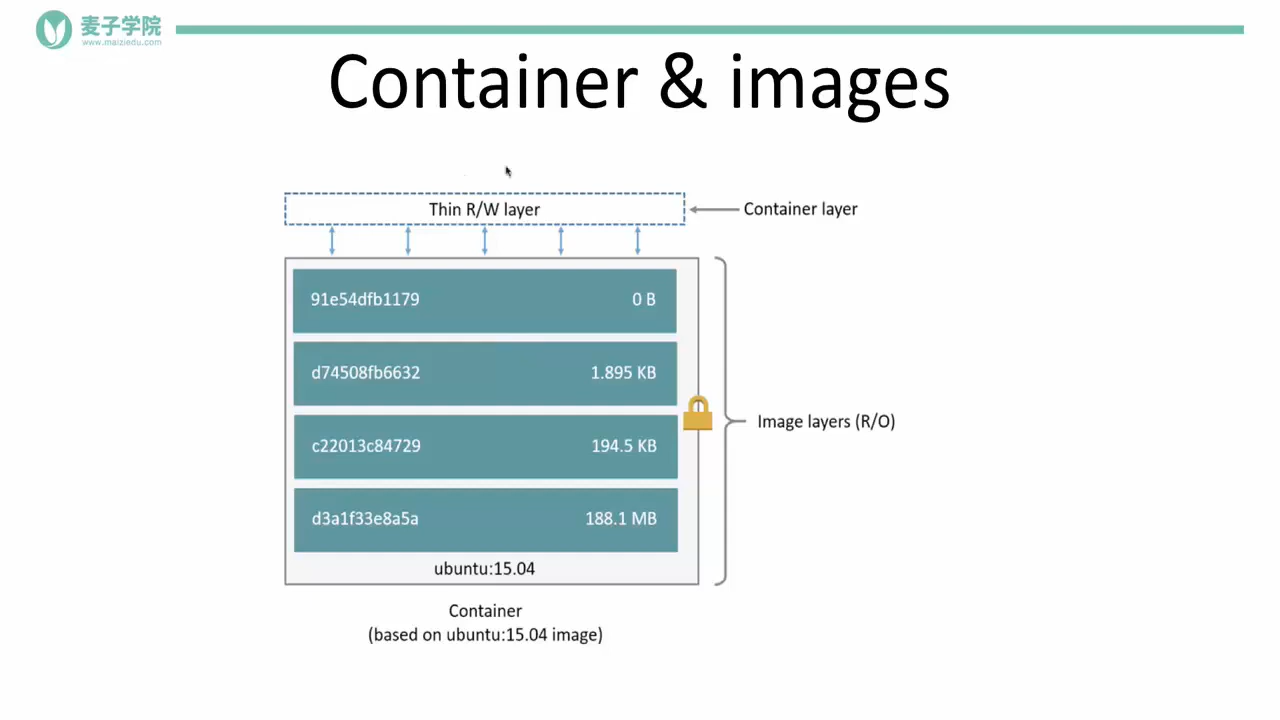 麦子学院
www.maiziedu.com
Container & images
Thin R/W layer
Container layer
91e54dfb1179 0 B
d74508fb6632 1.895 KB
c22013c84729 194.5 KB
Image layers (R/O)
d3a1f33e8a5a 188.1 MB
ubuntu:15.04
Container
(based on ubuntu:15.04 image)